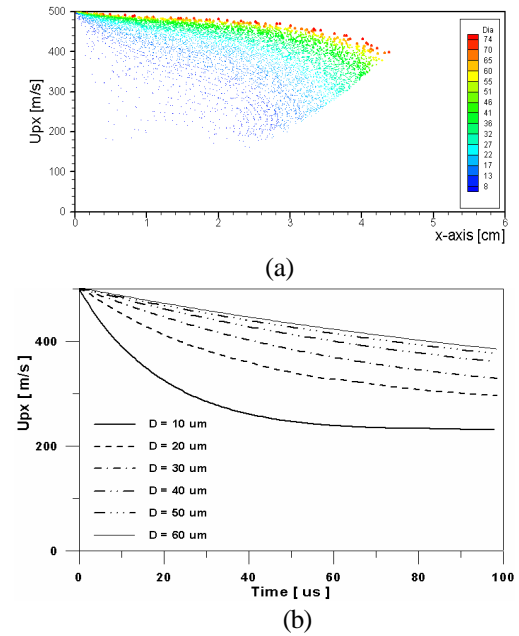 500
400
300
200
100
0
Upx [m/s]
Dia
74
70
65
60
55
50
46
41
36
32
27
22
17
13
8
0 1 2 3 4 5 6
x-axis [cm]
(a)
400
200
0
Upx [ m/s ]
D = 10 um
D = 20 um
D = 30 um
D = 40 um
D = 50 um
D = 60 um
0 20 40 60 80 100
Time [ us ]
(b)